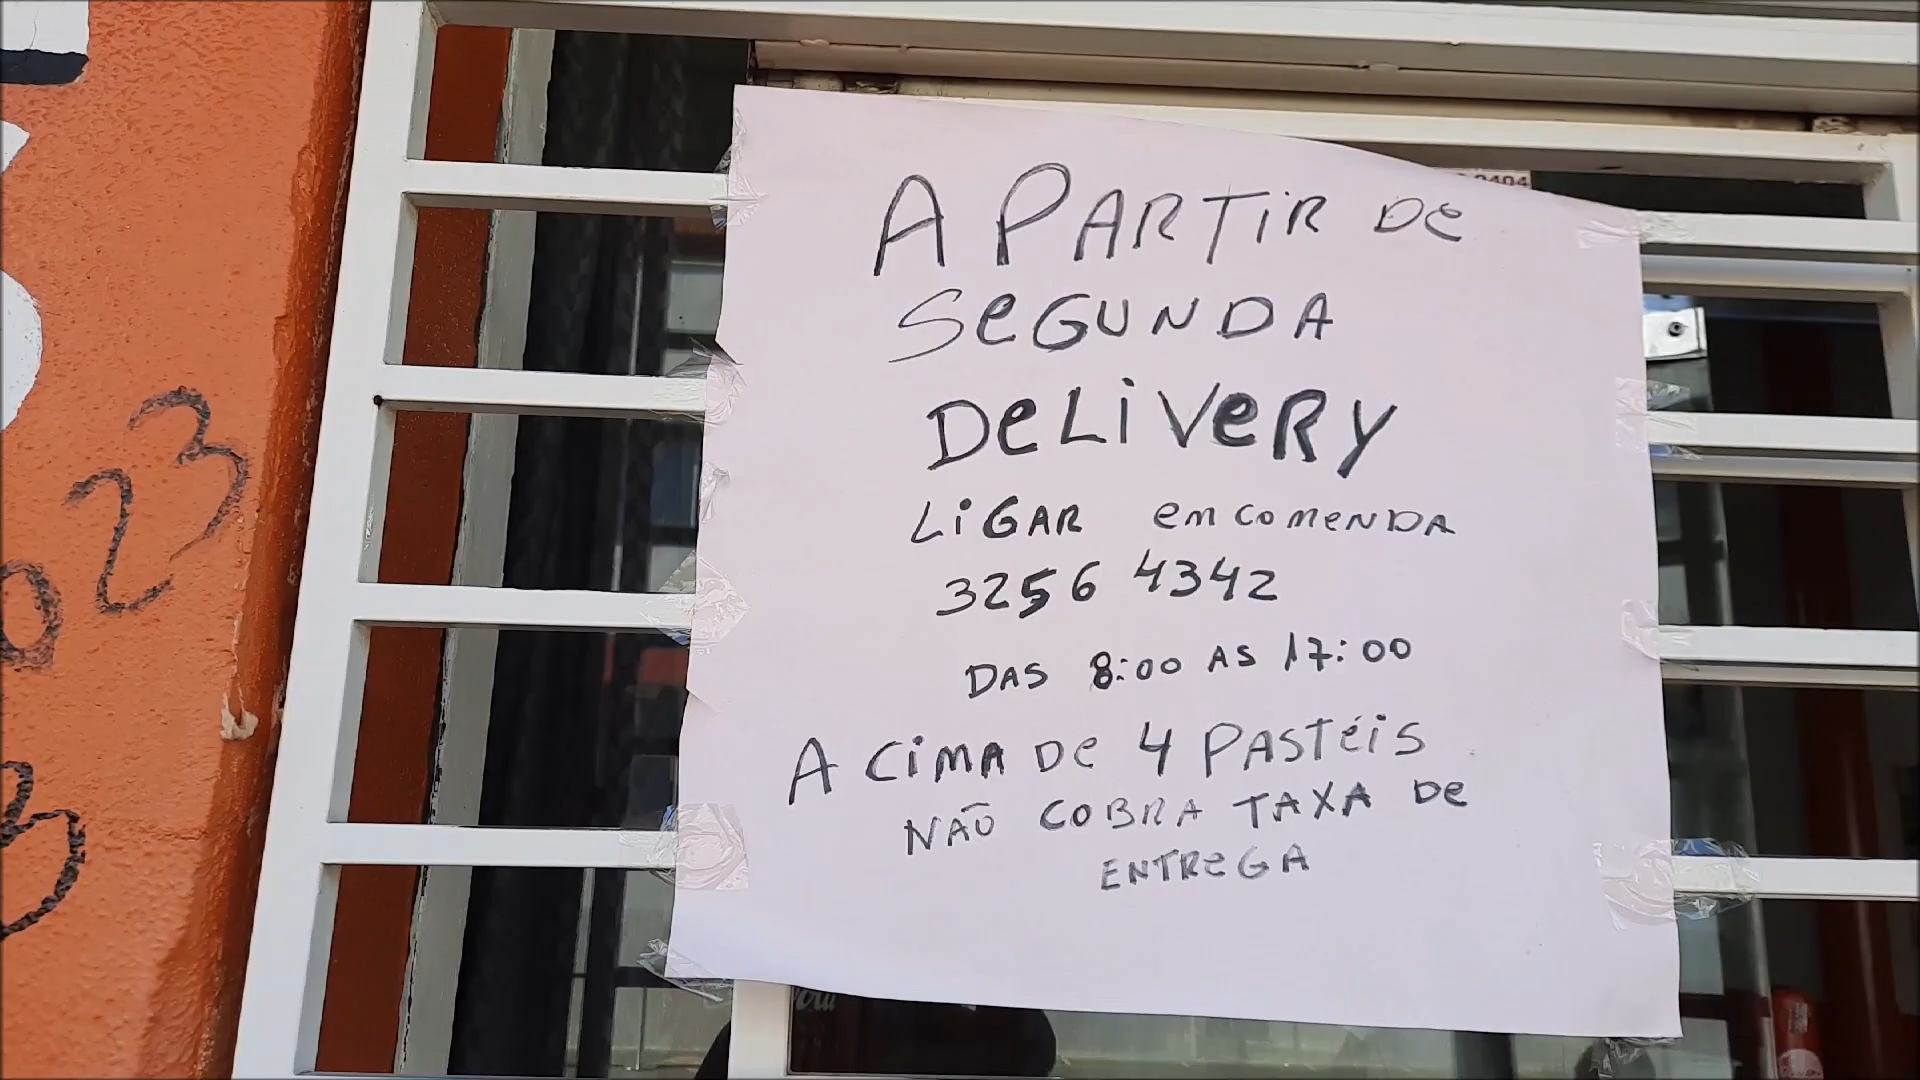 A PARTIR DE
SEGUNDA
DELIVERY
LIGAR EMCOMENDA
3256 4342
DAS 8:00 AS 17:00
A CIMA DE 4 PASTÉIS
NÃO COBRA TAXA DE
ENTREGA
23